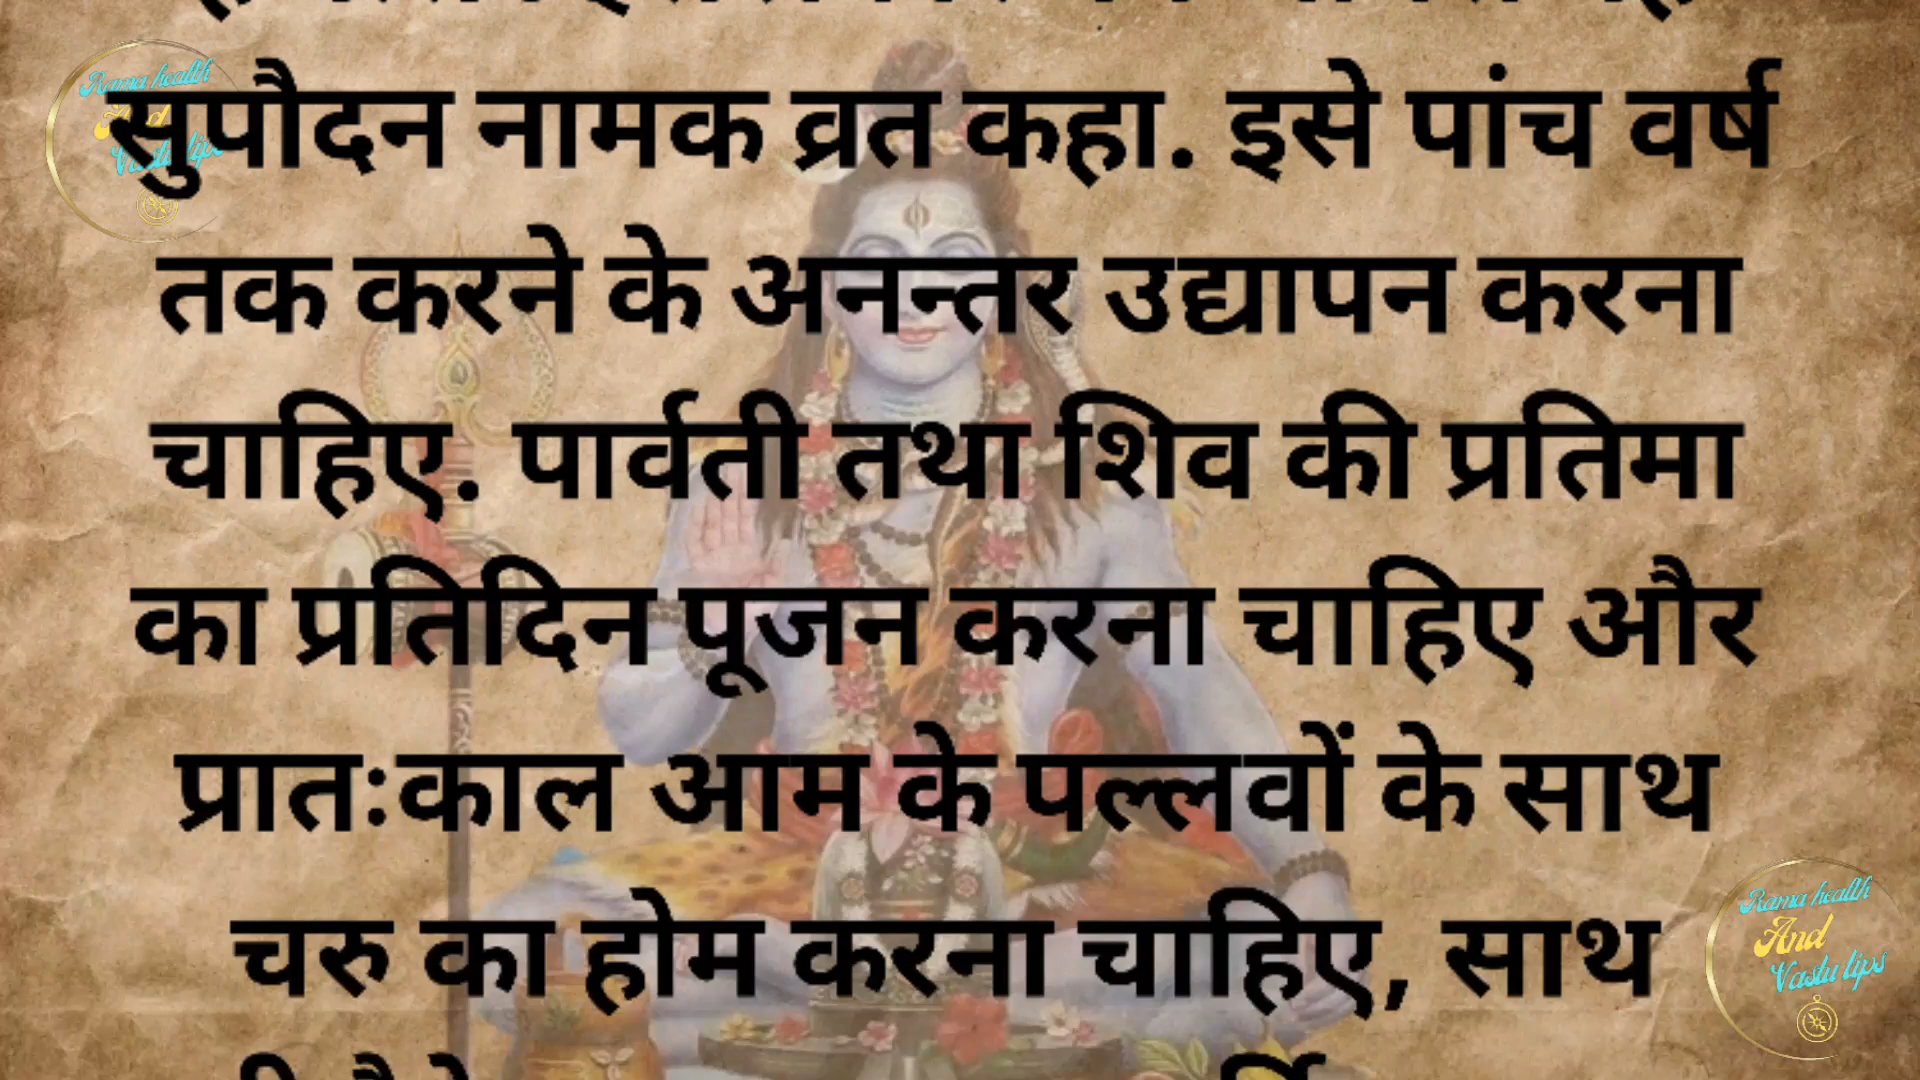 Rama health
And
Vastu tips
सुपौदन नामक व्रत कहा. इसे पांच वर्ष
तक करने के अनन्तर उद्यापन करना
चाहिए. पार्वती तथा शिव की प्रतिमा
का प्रतिदिन पूजन करना चाहिए और
प्रातःकाल आम के पल्लवों के साथ
चरु का होम करना चाहिए, साथ
Rama health
And
Vastu tips